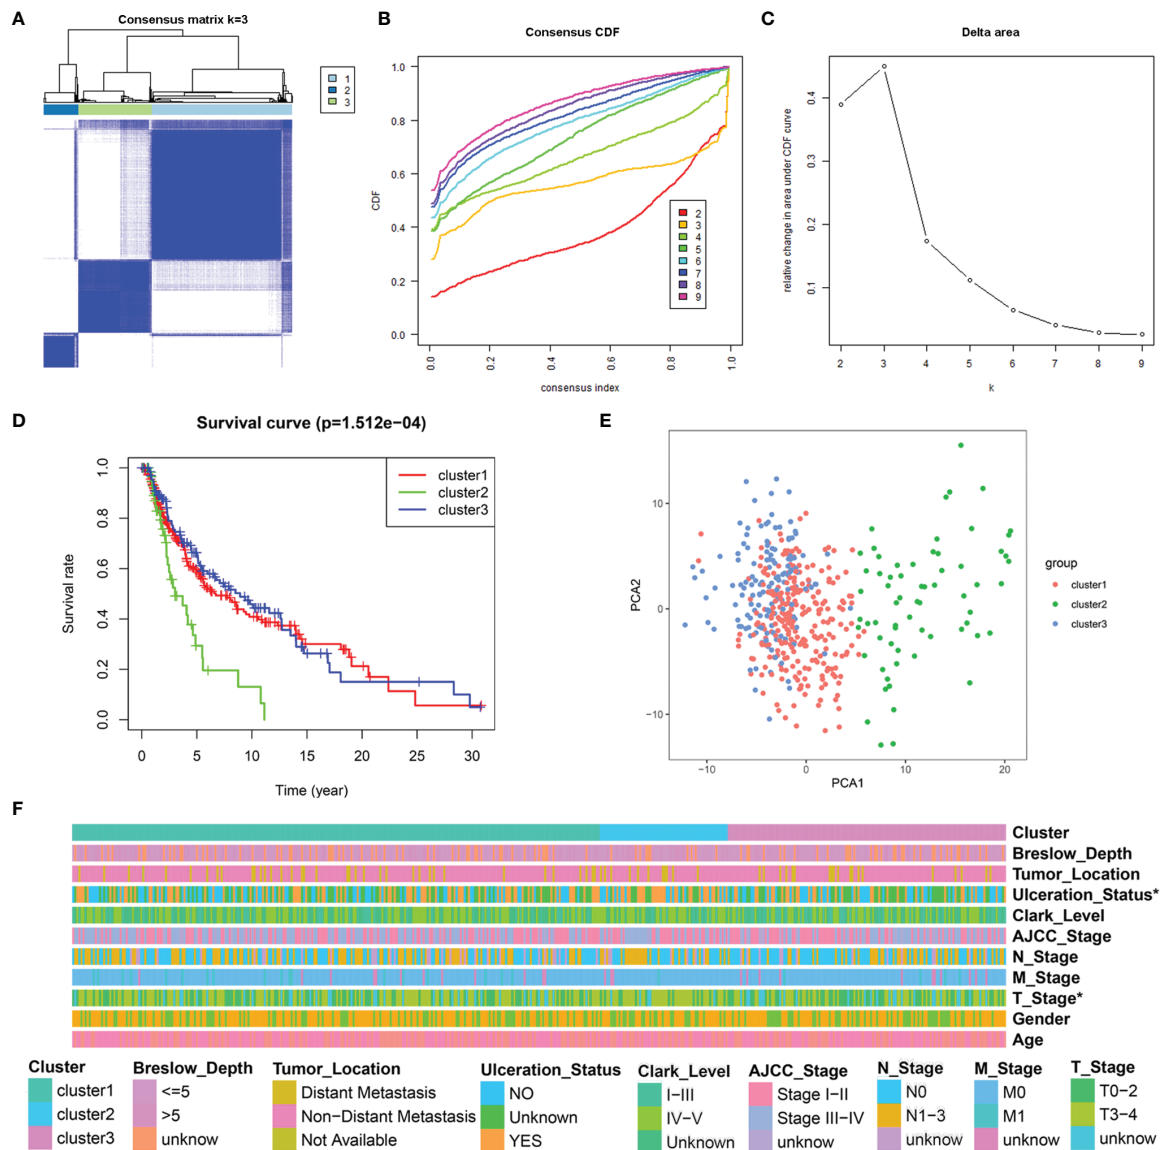 A
Consensus matrix k=3
1
2
3
B
Consensus CDF
CDF
1.0
0.8
0.6
0.4
0.2
0.0
0.0
0.2
0.4
0.6
0.8
1.0
consensus index
2
3
4
5
6
7
8
9
C
Delta area
relative change in area under CDF curve
0.4
0.3
0.2
0.1
2 3 4 5 6 7 8 9
k
D
Survival curve (p=1.512e−04)
Survival rate
1.0
0.8
0.6
0.4
0.2
0.0
cluster1
cluster2
cluster3
0 5 10 15 20 25 30
Time (year)
E
PCA2
10
0
−10
−10 0 10 20
PCA1
group
cluster1
cluster2
cluster3
F
Cluster
Breslow_Depth
Tumor_Location
Ulceration_Status*
Clark_Level
AJCC_Stage
N_Stage
M_Stage
T_Stage*
Gender
Age
Cluster
cluster1
cluster2
cluster3
Breslow_Depth
<=5
>5
unknow
Tumor_Location
Distant Metastasis
Non−Distant Metastasis
Not Available
Ulceration_Status
NO
Unknown
YES
Clark_Level
I−III
IV−V
Unknown
AJCC_Stage
Stage I−II
Stage III−IV
unknow
N_Stage
N0
N1−3
unknow
M_Stage
M0
M1
unknow
T_Stage
T0−2
T3−4
unknow